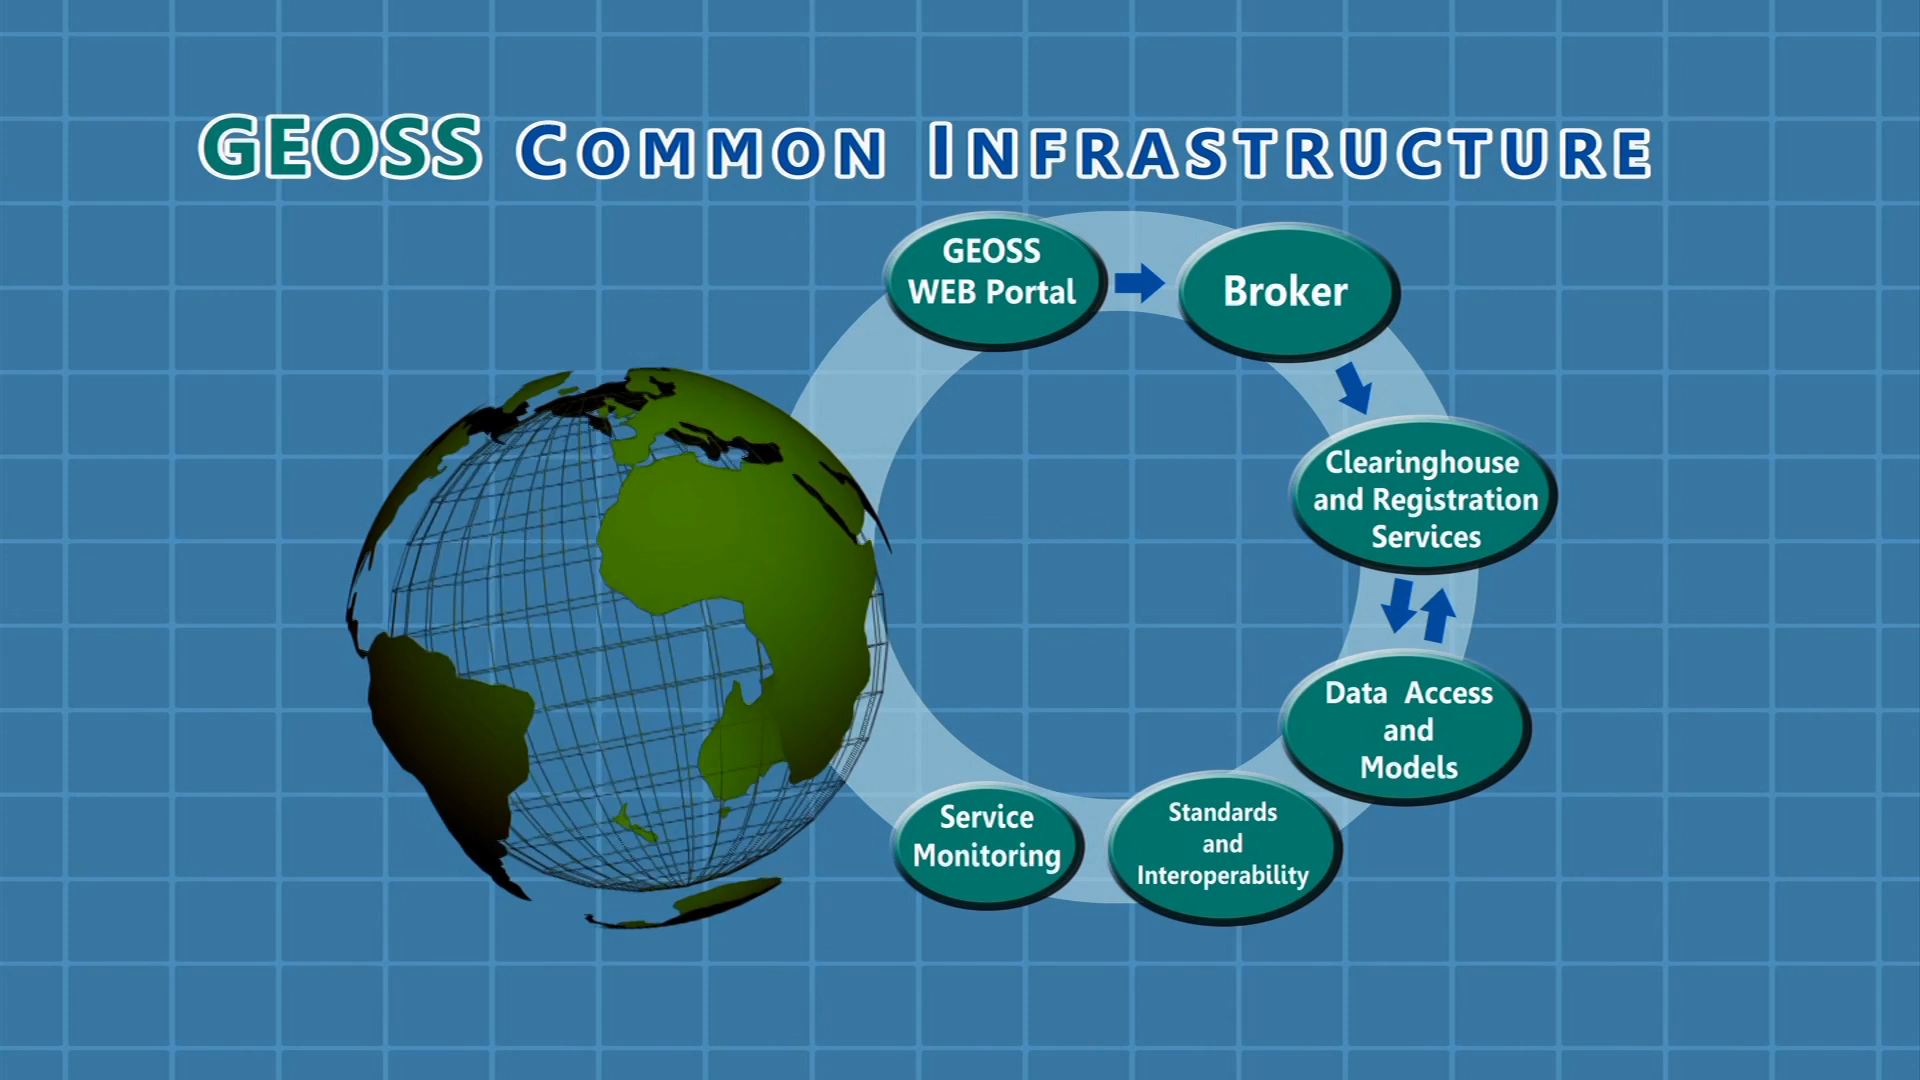 GEOSS COMMON INFRASTRUCTURE
GEOSS
WEB Portal
Broker
Clearinghouse
and Registration
Services
Data Access
and
Models
Standards
and
Interoperability
Service
Monitoring